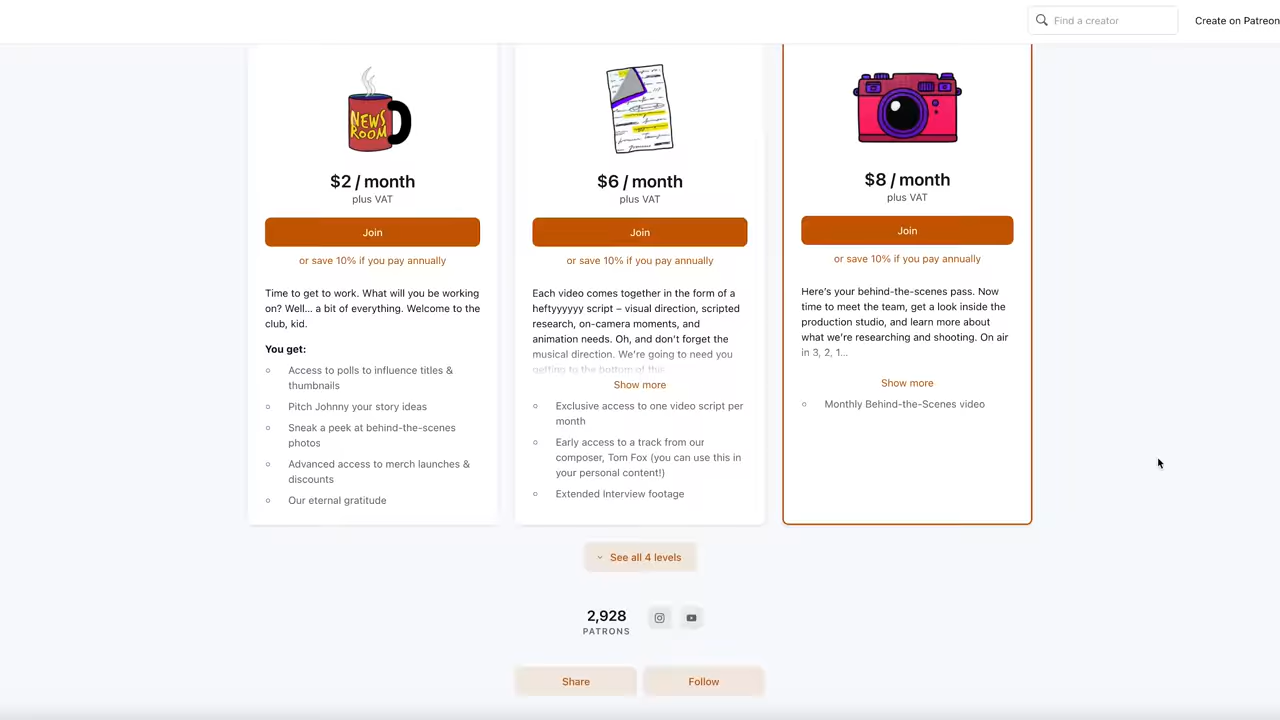 Find a creator
Create on Patreon
NEWS
ROOM
$2 / month
plus VAT
Join
or save 10% if you pay annually
Time to get to work. What will you be working
on? Well... a bit of everything. Welcome to the
club, kid.
You get:
Access to polls to influence titles &
thumbnails
Pitch Johnny your story ideas
Sneak a peek at behind-the-scenes
photos
Advanced access to merch launches &
discounts
Our eternal gratitude
$6 / month
plus VAT
Join
or save 10% if you pay annually
Each video comes together in the form of a
heftyyyyyy script – visual direction, scripted
research, on-camera moments, and
animation needs. Oh, and don't forget the
musical direction. We're going to need you
getting to the bottom of this
Show more
Exclusive access to one video script per
month
Early access to a track from our
composer, Tom Fox (you can use this in
your personal content!)
Extended Interview footage
$8 / month
plus VAT
Join
or save 10% if you pay annually
Here's your behind-the-scenes pass. Now
time to meet the team, get a look inside the
production studio, and learn more about
what we're researching and shooting. On air
in 3, 2, 1...
Show more
Monthly Behind-the-Scenes video
See all 4 levels
2,928
PATRONS
Share
Follow